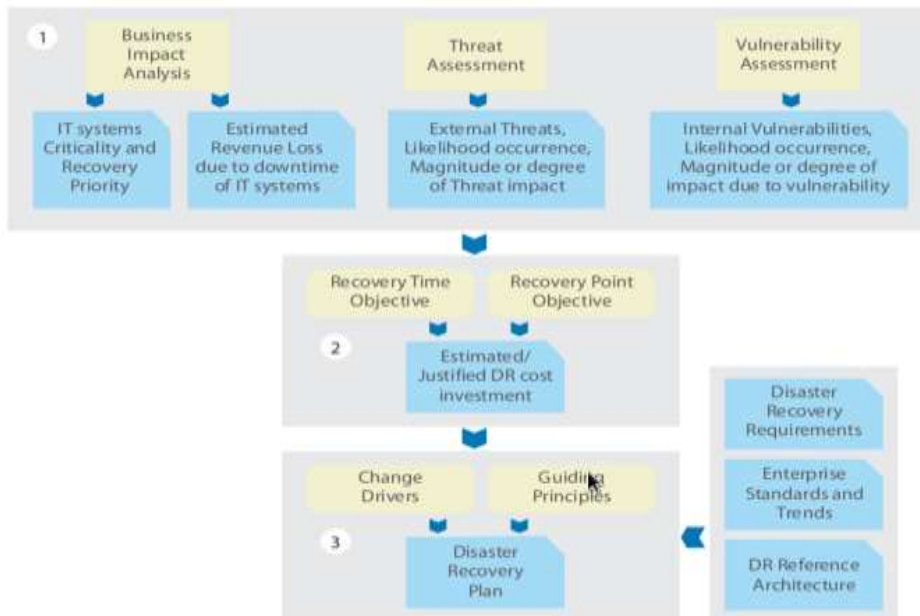 1
Business
Impact
Analysis
Threat
Assessment
Vulnerability
Assessment
IT systems
Criticality and
Recovery
Priority
Estimated
Revenue Loss
due to downtime
of IT systems
External Threats,
Likelihood occurrence,
Magnitude or degree
of Threat impact
Internal Vulnerabilities,
Likelihood occurrence,
Magnitude or degree of
impact due to vulnerability
Recovery Time
Objective
Recovery Point
Objective
2
Estimated/
Justified DR cost
investment
Change
Drivers
Guiding
Principles
3
Disaster
Recovery
Plan
Disaster
Recovery
Requirements
Enterprise
Standards and
Trends
DR Reference
Architecture